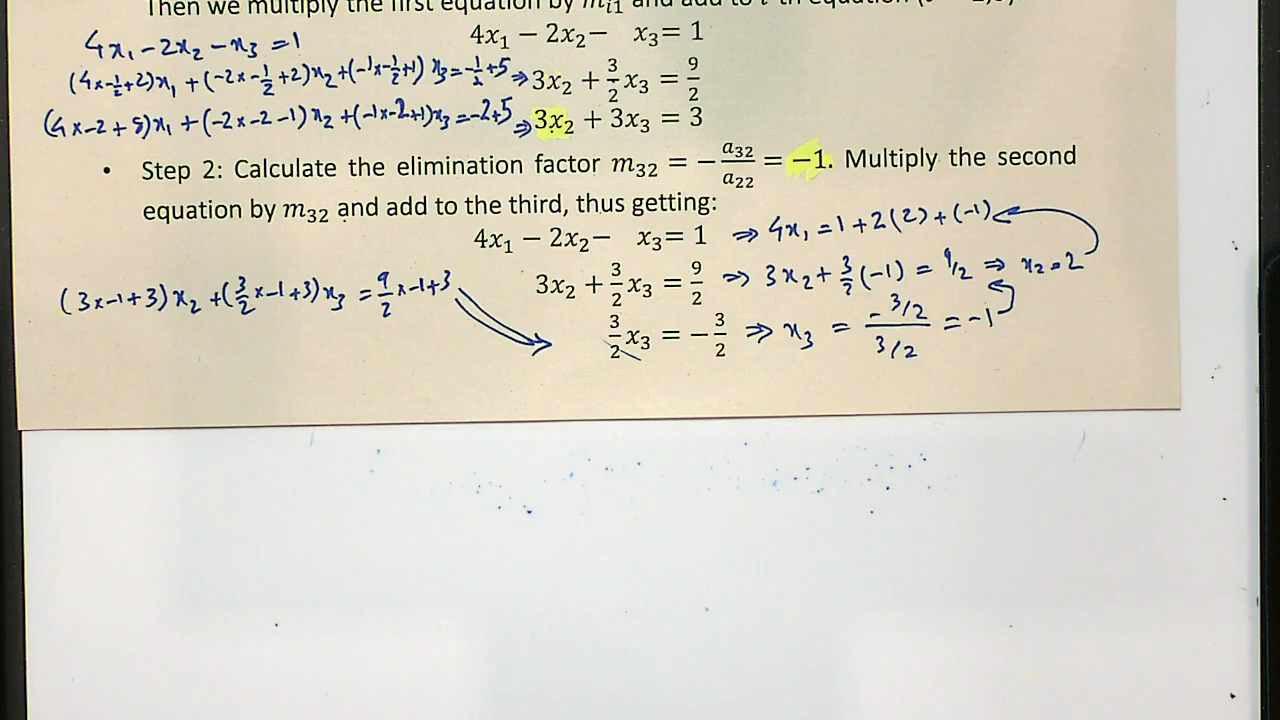 Then we multiply the first equation by m_{i1} and add to
4x₁ − 2x₂ − x₃ = 1
4x₁ − 2x₂ − x₃ = 1
(4×-½+2)x₁ + (-2×-½+2)x₂ + (-1×-½+1)x₃ = -½+5 ⇒ 3x₂ + 3/2 x₃ = 9/2
(4×-2+8)x₁ + (-2×-2-1)x₂ + (-1×-2+1)x₃ = -2+5 ⇒ 3x₂ + 3x₃ = 3
• Step 2: Calculate the elimination factor m₃₂ = − a₃₂/a₂₂ = −1. Multiply the second
equation by m₃₂ and add to the third, thus getting:
4x₁ − 2x₂ − x₃ = 1 ⇒ 4x₁ = 1 + 2(2) + (-1)
3x₂ + 3/2 x₃ = 9/2 ⇒ 3x₂ + 3/2 (-1) = 9/2 ⇒ x₂ = 2
(3×-1+3)x₂ + (3/2×-1+3)x₃ = 9/2×-1+3
3/2 x₃ = − 3/2 ⇒ x₃ = -3/2 / 3/2 = -1